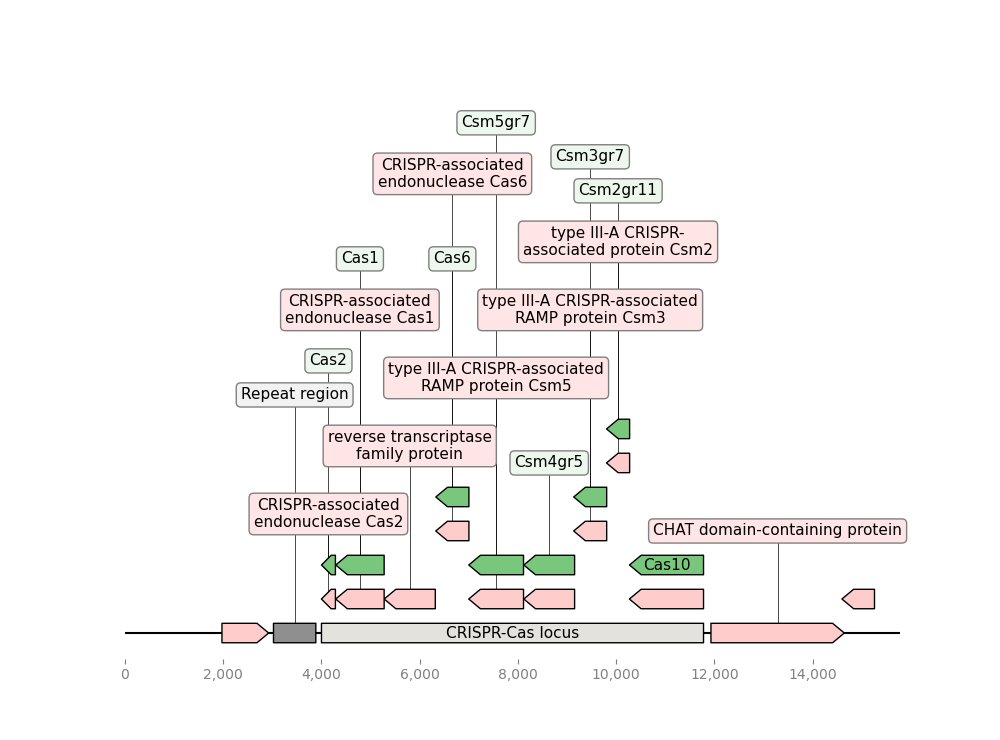 Csm5gr7
Csm3gr7
CRISPR-associated
endonuclease Cas6
Csm2gr11
type III-A CRISPR-
associated protein Csm2
Cas1
Cas6
CRISPR-associated
endonuclease Cas1
type III-A CRISPR-associated
RAMP protein Csm3
Cas2
type III-A CRISPR-associated
RAMP protein Csm5
Repeat region
reverse transcriptase
family protein
Csm4gr5
CRISPR-associated
endonuclease Cas2
CHAT domain-containing protein
Cas10
CRISPR-Cas locus
0
2,000
4,000
6,000
8,000
10,000
12,000
14,000